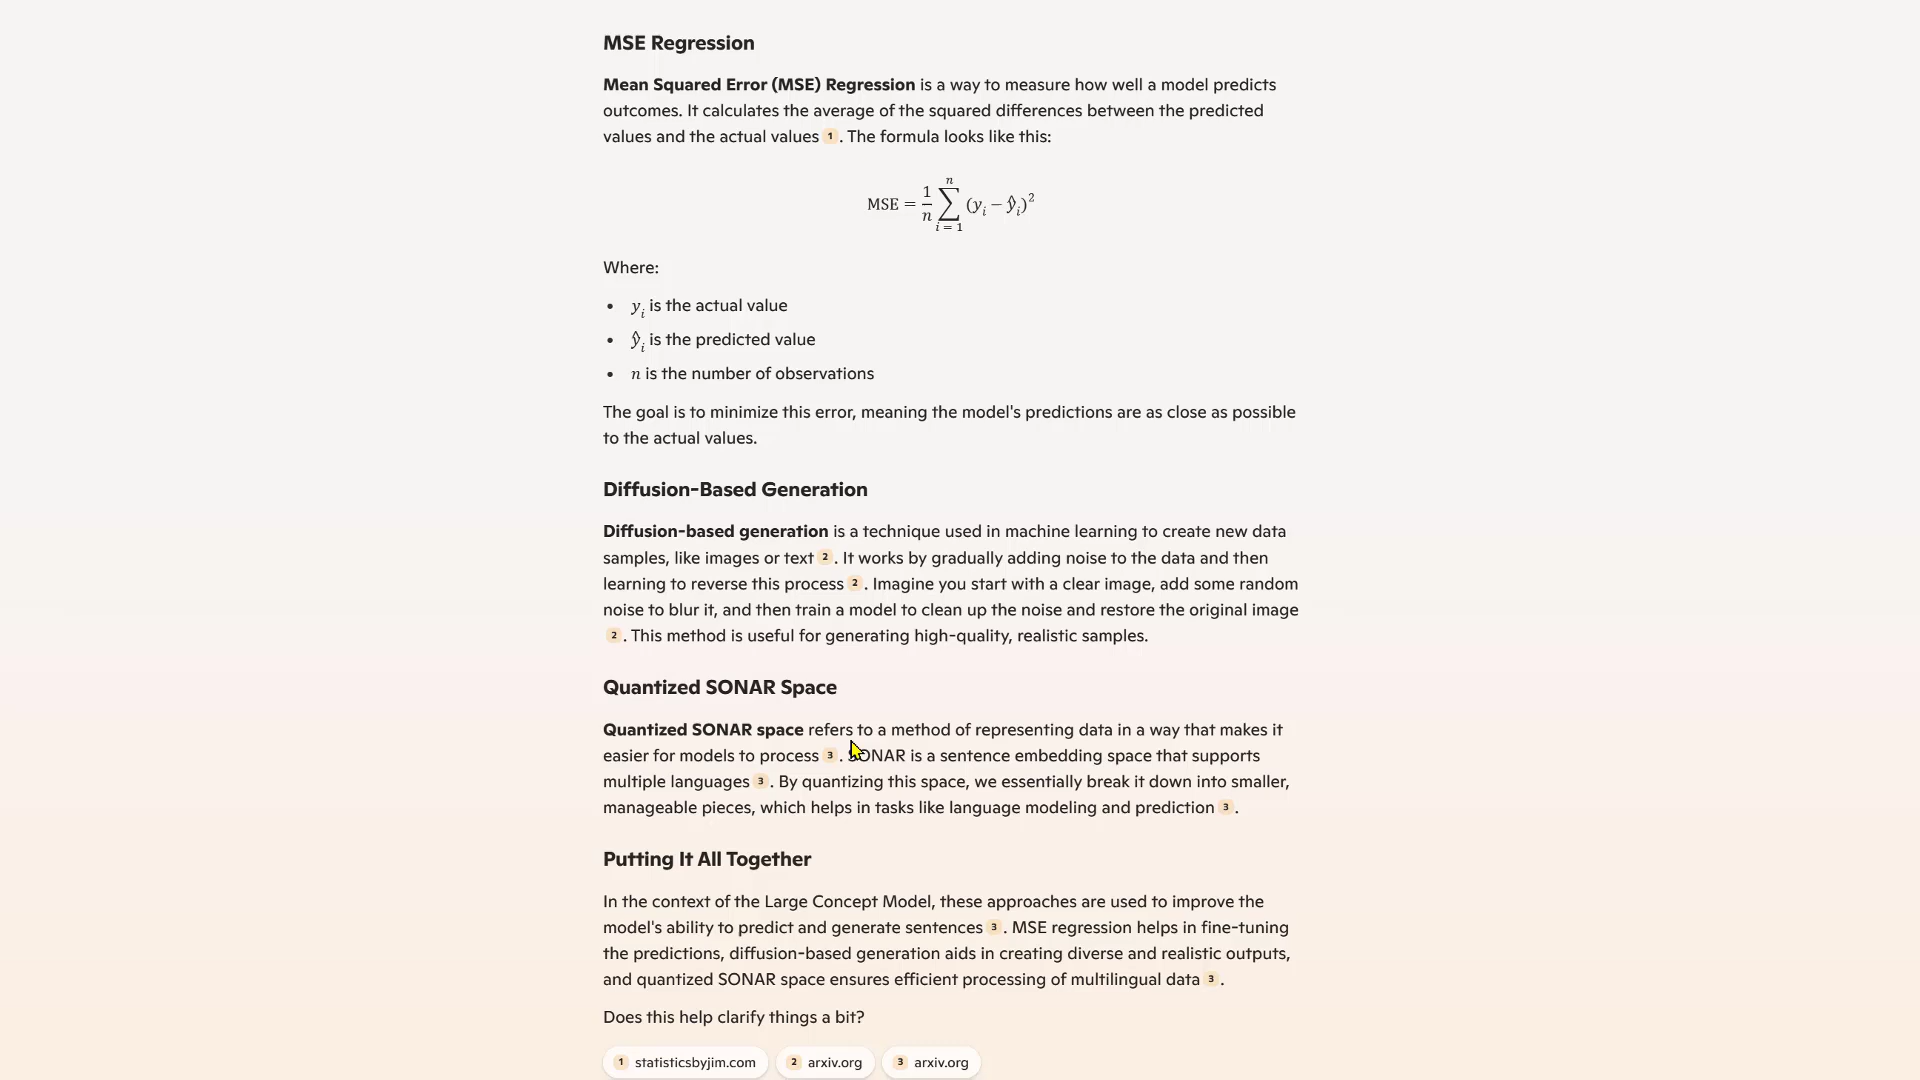 MSE Regression
Mean Squared Error (MSE) Regression is a way to measure how well a model predicts
outcomes. It calculates the average of the squared differences between the predicted
values and the actual values 1 . The formula looks like this:
MSE = \frac{1}{n} \sum_{i=1}^{n} (y_i − ŷ_i)^2
Where:
• y_i is the actual value
• ŷ_i is the predicted value
• n is the number of observations
The goal is to minimize this error, meaning the model's predictions are as close as possible
to the actual values.
Diffusion-Based Generation
Diffusion-based generation is a technique used in machine learning to create new data
samples, like images or text 2 . It works by gradually adding noise to the data and then
learning to reverse this process 2 . Imagine you start with a clear image, add some random
noise to blur it, and then train a model to clean up the noise and restore the original image
2 . This method is useful for generating high-quality, realistic samples.
Quantized SONAR Space
Quantized SONAR space refers to a method of representing data in a way that makes it
easier for models to process 3 . SONAR is a sentence embedding space that supports
multiple languages 3 . By quantizing this space, we essentially break it down into smaller,
manageable pieces, which helps in tasks like language modeling and prediction 3 .
Putting It All Together
In the context of the Large Concept Model, these approaches are used to improve the
model's ability to predict and generate sentences 3 . MSE regression helps in fine-tuning
the predictions, diffusion-based generation aids in creating diverse and realistic outputs,
and quantized SONAR space ensures efficient processing of multilingual data 3 .
Does this help clarify things a bit?
1 statisticsbyjim.com 2 arxiv.org 3 arxiv.org